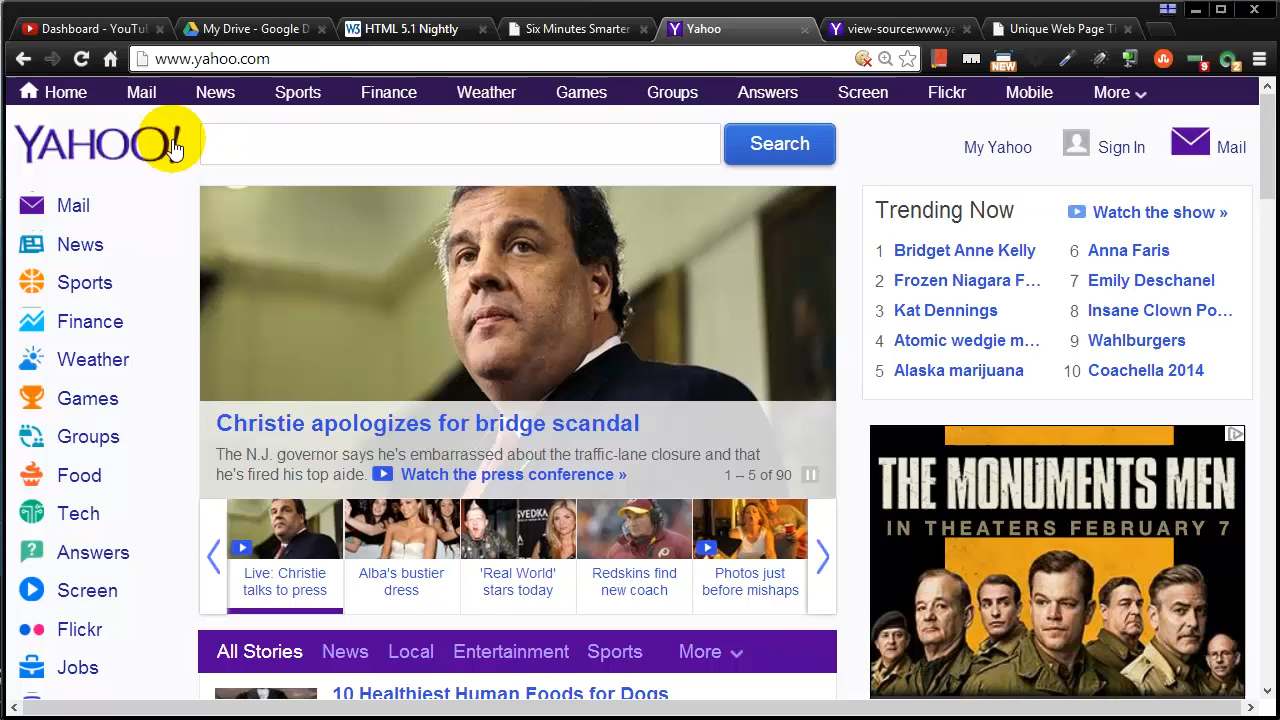 Dashboard - YouTu
My Drive - Google D
HTML 5.1 Nightly
Six Minutes Smarter
Yahoo
view-source:www.ya
Unique Web Page Ti
www.yahoo.com
NEW
9
2
Home Mail News Sports Finance Weather Games Groups Answers Screen Flickr Mobile More
YAHOO!
Search
My Yahoo
Sign In
Mail
Mail
News
Sports
Finance
Weather
Games
Groups
Food
Tech
Answers
Screen
Flickr
Jobs
Christie apologizes for bridge scandal
The N.J. governor says he's embarrassed about the traffic-lane closure and that
he's fired his top aide. Watch the press conference » 1 – 5 of 90
Live: Christie
talks to press
Alba's bustier
dress
SVEDKA
'Real World'
stars today
Redskins find
new coach
Photos just
before mishaps
All Stories News Local Entertainment Sports More
10 Healthiest Human Foods for Dogs
Trending Now
Watch the show »
1 Bridget Anne Kelly
2 Frozen Niagara F...
3 Kat Dennings
4 Atomic wedgie m...
5 Alaska marijuana
6 Anna Faris
7 Emily Deschanel
8 Insane Clown Po...
9 Wahlburgers
10 Coachella 2014
THE MONUMENTS MEN
IN THEATERS FEBRUARY 7